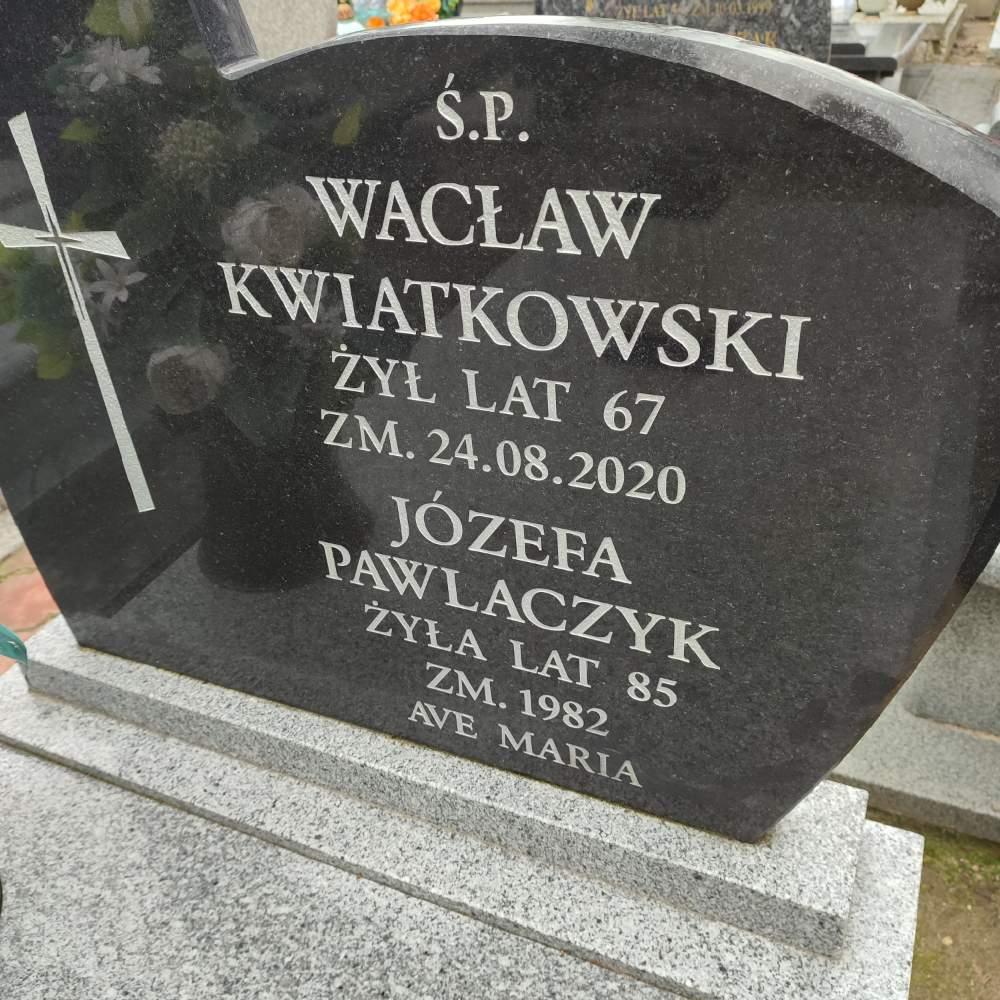 Ś.P.
WACŁAW
KWIATKOWSKI
ŻYŁ LAT 67
ZM. 24.08.2020
JÓZEFA
PAWLACZYK
ŻYŁA LAT 85
ZM. 1982
AVE MARIA